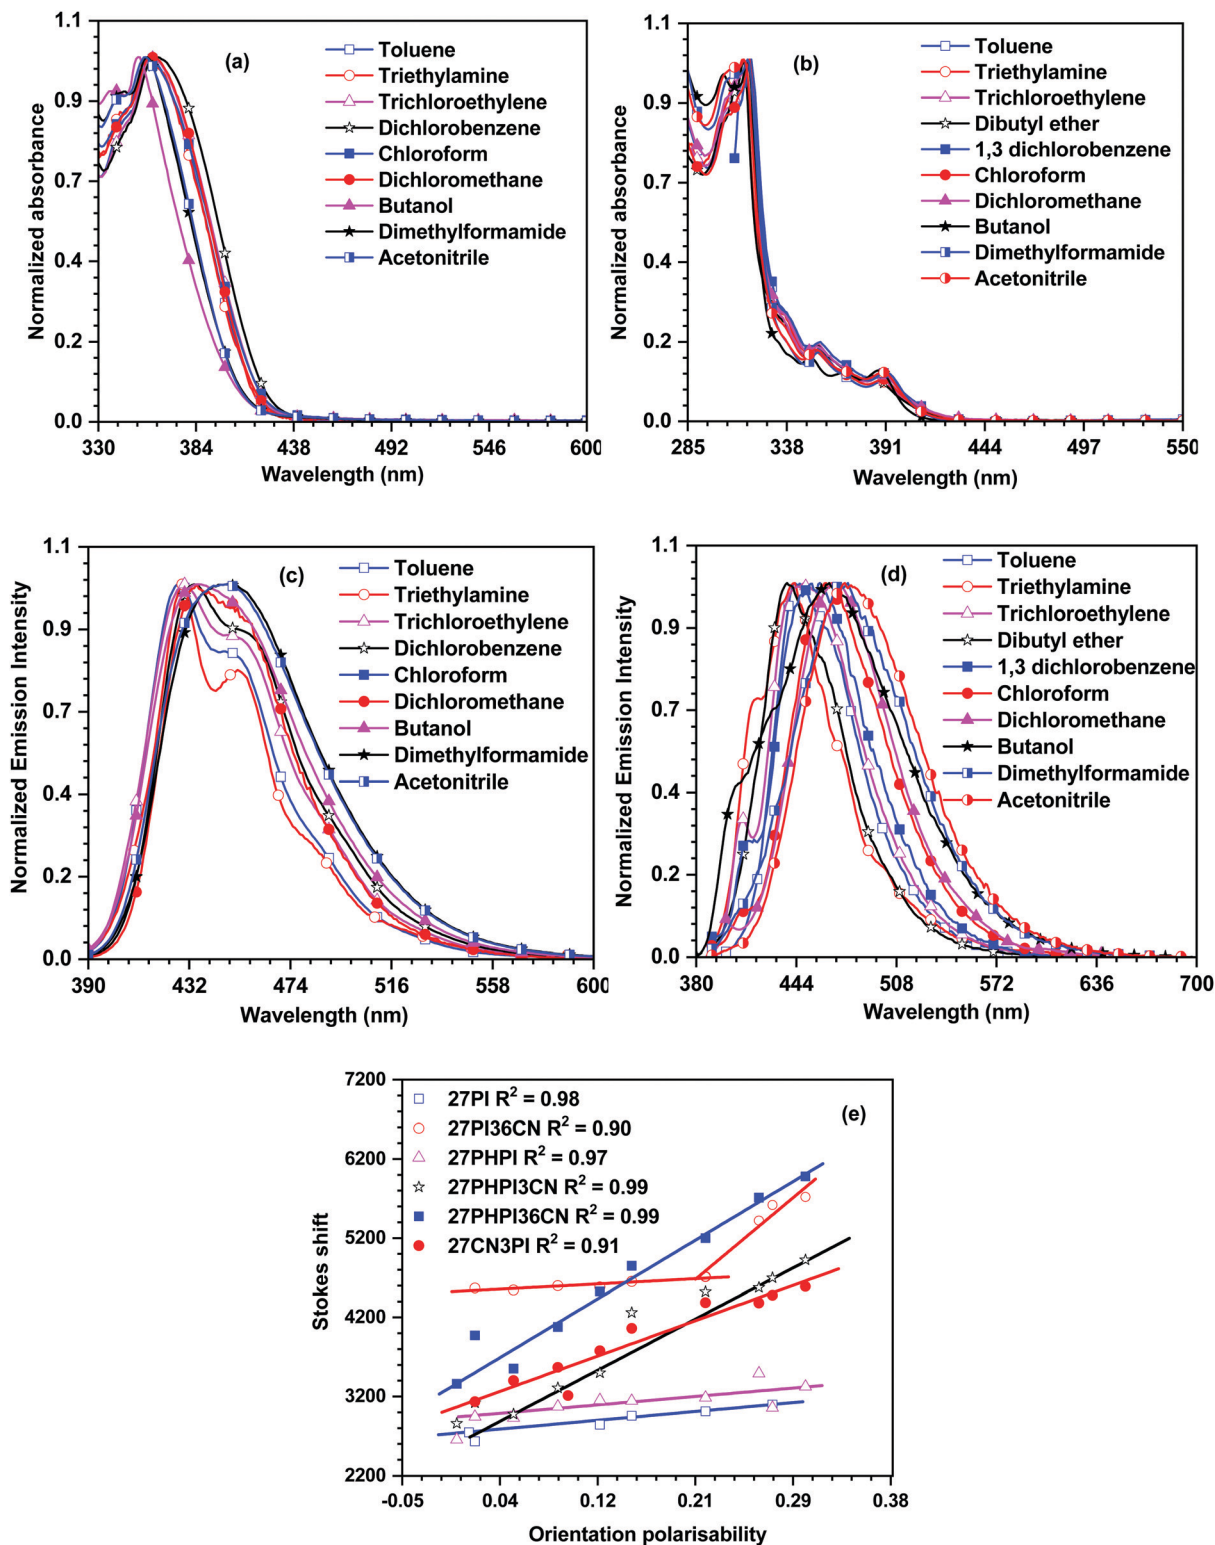 (a)
1.1
0.9
0.7
0.4
0.2
0.0
Normalized absorbance
Toluene
Triethylamine
Trichloroethylene
Dichlorobenzene
Chloroform
Dichloromethane
Butanol
Dimethylformamide
Acetonitrile
330 384 438 492 546 600
Wavelength (nm)
(b)
1.1
0.9
0.7
0.4
0.2
0.0
Normalized absorbance
Toluene
Triethylamine
Trichloroethylene
Dibutyl ether
1,3 dichlorobenzene
Chloroform
Dichloromethane
Butanol
Dimethylformamide
Acetonitrile
285 338 391 444 497 550
Wavelength (nm)
(c)
1.1
0.9
0.7
0.4
0.2
0.0
Normalized Emission Intensity
Toluene
Triethylamine
Trichloroethylene
Dichlorobenzene
Chloroform
Dichloromethane
Butanol
Dimethylformamide
Acetonitrile
390 432 474 516 558 600
Wavelength (nm)
(d)
1.1
0.9
0.7
0.4
0.2
0.0
Normalized Emission Intensity
Toluene
Triethylamine
Trichloroethylene
Dibutyl ether
1,3 dichlorobenzene
Chloroform
Dichloromethane
Butanol
Dimethylformamide
Acetonitrile
380 444 508 572 636 700
Wavelength (nm)
(e)
7200
6200
5200
4200
3200
2200
Stokes shift
27PI R² = 0.98
27PI36CN R² = 0.90
27PHPI R² = 0.97
27PHPI3CN R² = 0.99
27PHPI36CN R² = 0.99
27CN3PI R² = 0.91
-0.05 0.04 0.12 0.21 0.29 0.38
Orientation polarisability